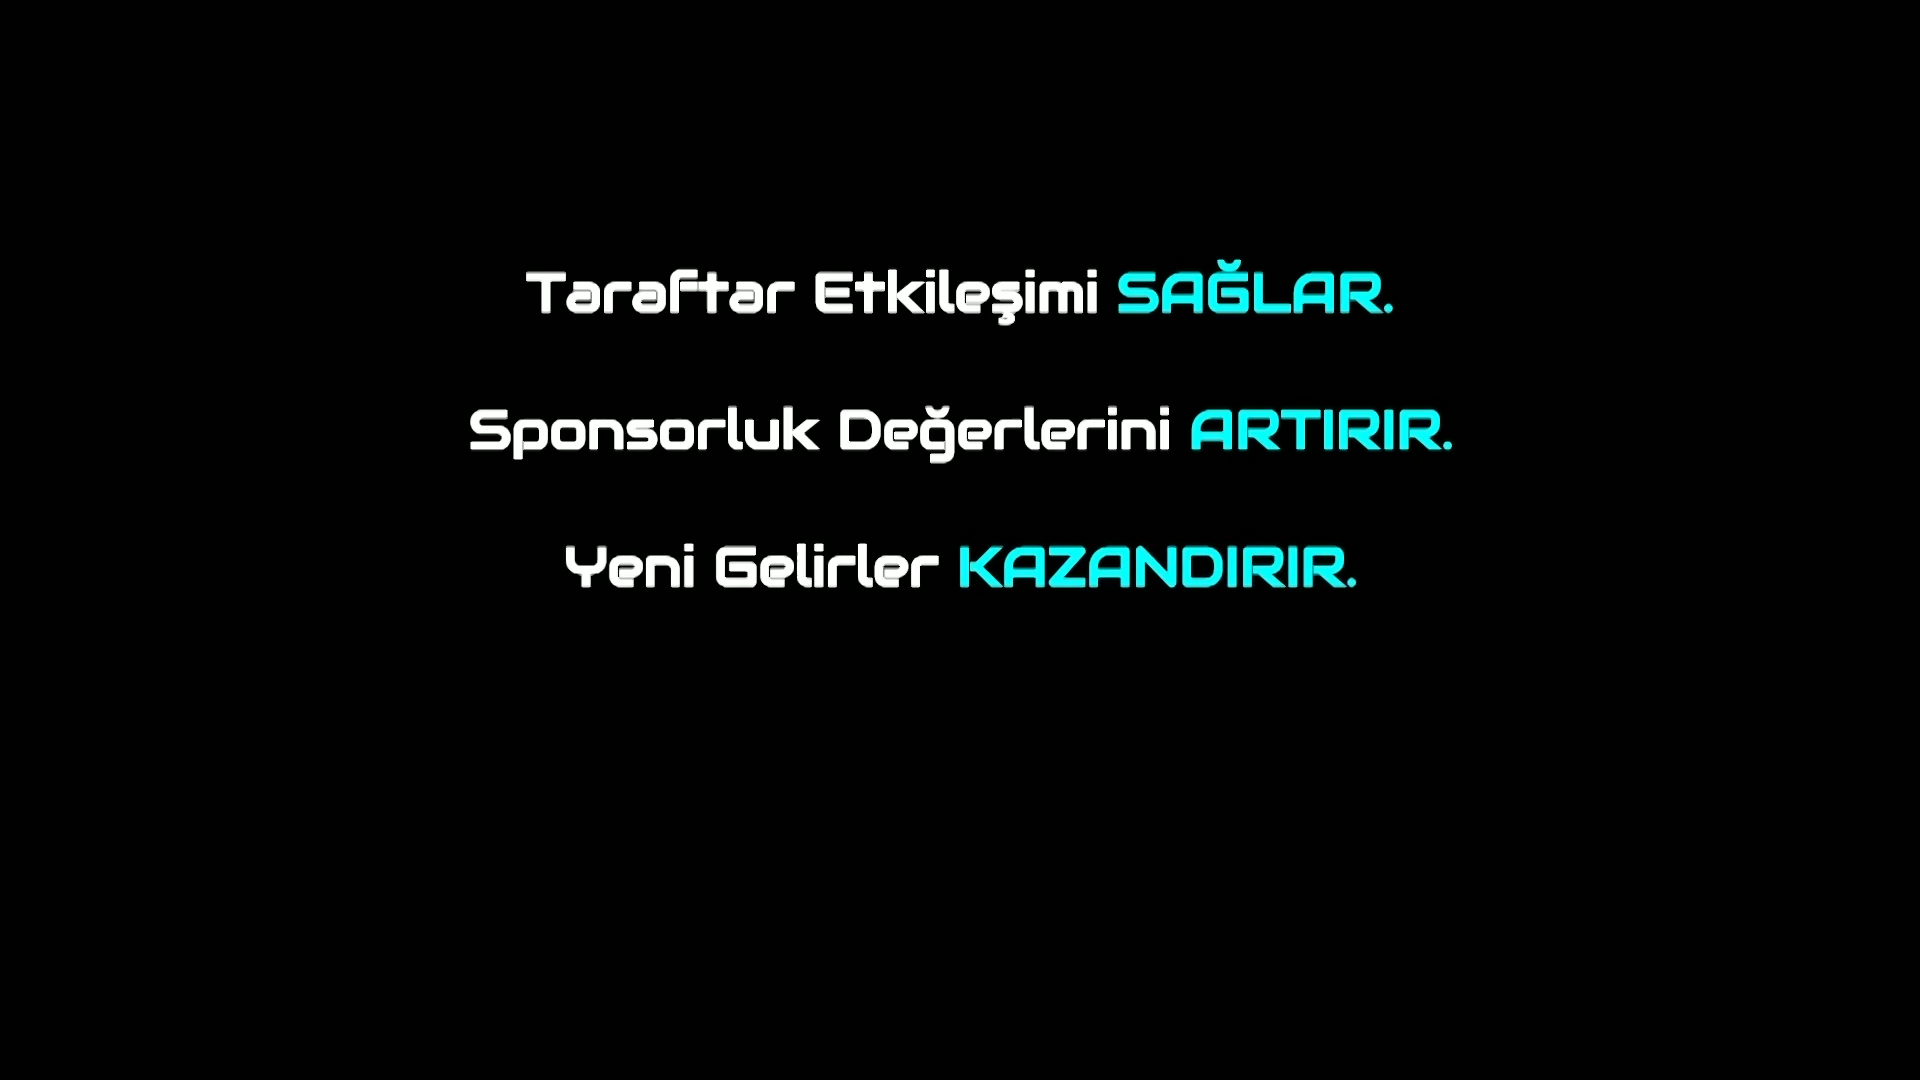 Taraftar Etkileşimi SAĞLAR.
Sponsorluk Değerlerini ARTIRIR.
Yeni Gelirler KAZANDIRIR.